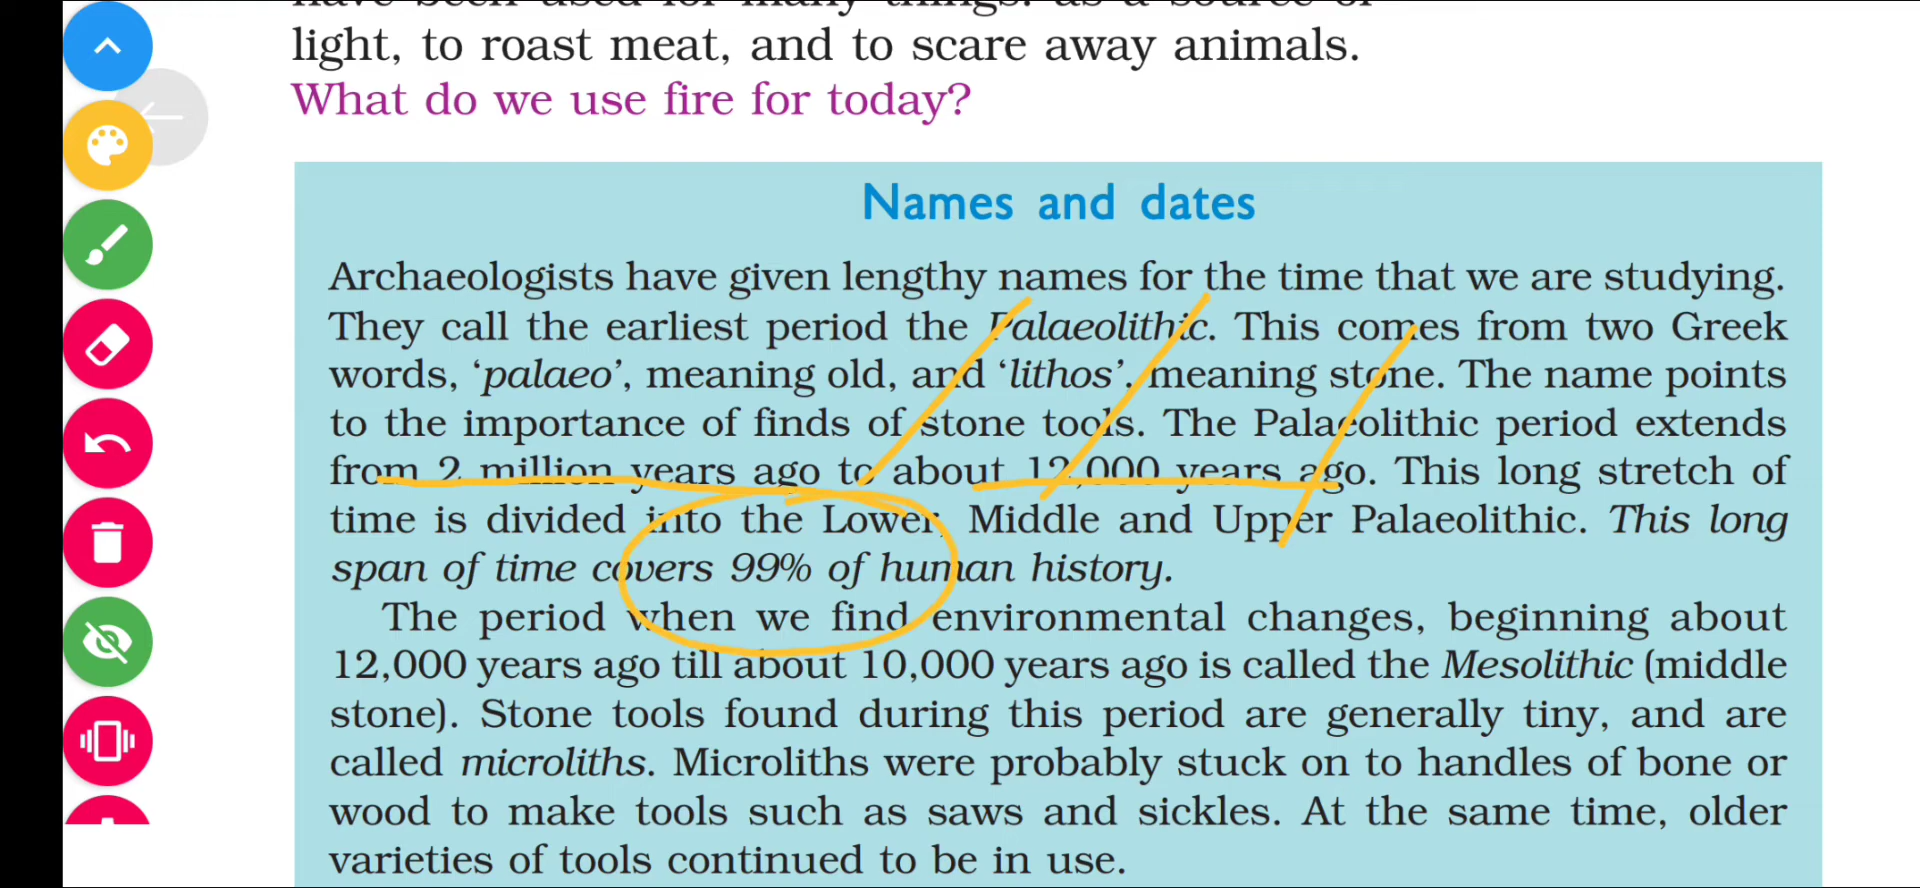 have been used for many things: as a source of
light, to roast meat, and to scare away animals.
What do we use fire for today?
Names and dates
Archaeologists have given lengthy names for the time that we are studying.
They call the earliest period the Palaeolithic. This comes from two Greek
words, ‘palaeo’, meaning old, and ‘lithos’, meaning stone. The name points
to the importance of finds of stone tools. The Palaeolithic period extends
from 2 million years ago to about 12,000 years ago. This long stretch of
time is divided into the Lower, Middle and Upper Palaeolithic. This long
span of time covers 99% of human history.
The period when we find environmental changes, beginning about
12,000 years ago till about 10,000 years ago is called the Mesolithic (middle
stone). Stone tools found during this period are generally tiny, and are
called microliths. Microliths were probably stuck on to handles of bone or
wood to make tools such as saws and sickles. At the same time, older
varieties of tools continued to be in use.